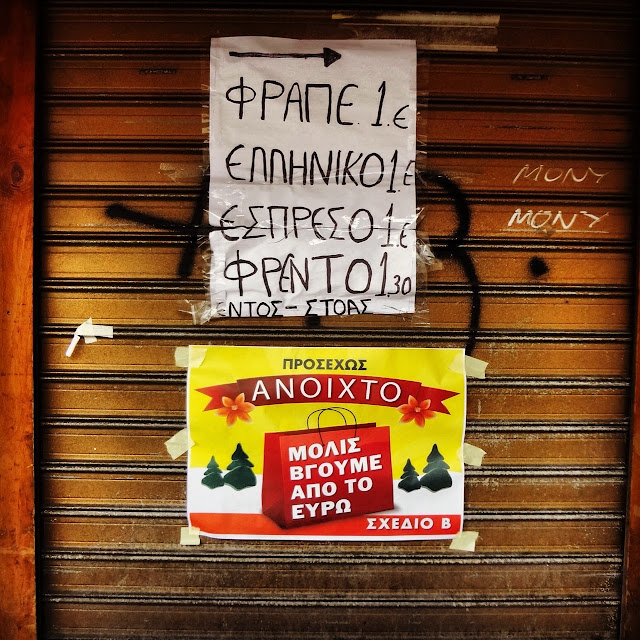 ΦΡΑΠΕ 1.€
ΕΛΛΗΝΙΚΟ 1.€
ΕΣΠΡΕΣΟ 1.€
ΦΡΕΝΤΟ 1.30
ΕΝΤΟΣ - ΣΤΟΑΣ
MONY
MONY
ΠΡΟΣΕΧΩΣ
ΑΝΟΙΧΤΟ
ΜΟΛΙΣ
ΒΓΟΥΜΕ
ΑΠΟ ΤΟ
ΕΥΡΩ
ΣΧΕΔΙΟ Β